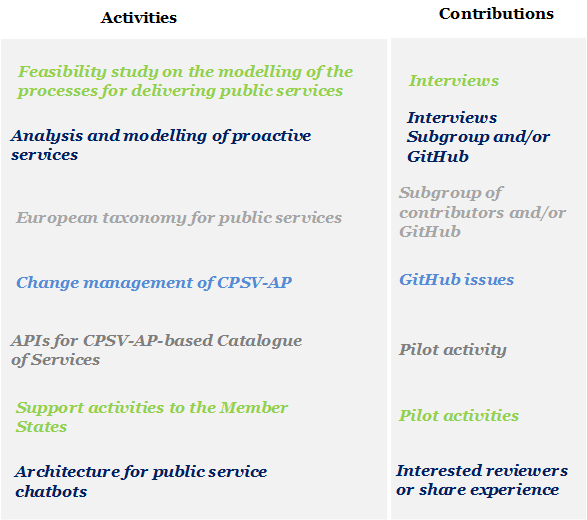 Activities
Contributions
Feasibility study on the modelling of the
processes for delivering public services
Interviews
Analysis and modelling of proactive
services
Interviews
Subgroup and/or
GitHub
European taxonomy for public services
Subgroup of
contributors and/or
GitHub
Change management of CPSV-AP
GitHub issues
APIs for CPSV-AP-based Catalogue
of Services
Pilot activity
Support activities to the Member
States
Pilot activities
Architecture for public service
chatbots
Interested reviewers
or share experience